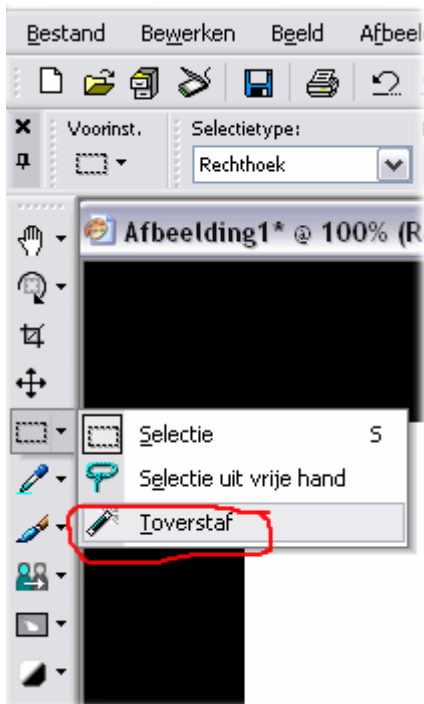 Bestand Bewerken Beeld Afbeel
Voorinst. Selectietype:
Rechthoek
Afbeelding1* @ 100% (R
Selectie S
Selectie uit vrije hand
Toverstaf